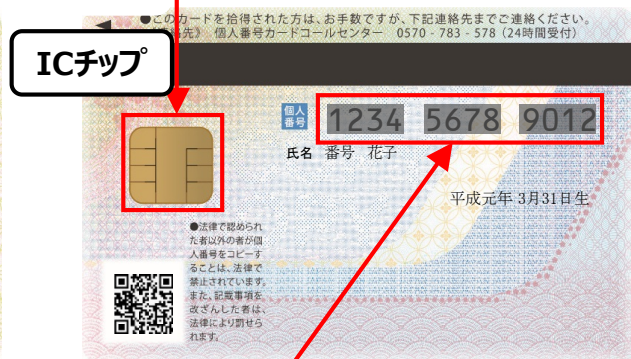 ●このカードを拾得された方は、お手数ですが、下記連絡先までご連絡ください。
先》 個人番号カードコールセンター 0570-783-578(24時間受付)
ICチップ
個人
番号
1234 5678 9012
氏名 番号 花子
平成元年 3月31日生
●法律で認められ
た者以外の者が個
人番号をコピーす
ることは、法律で
禁止されています。
また、記載事項を
改ざんした者は、
法律により罰せら
れます。